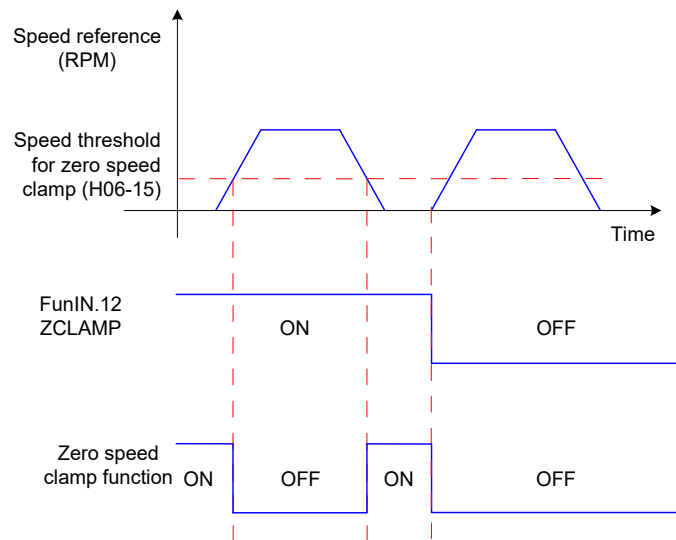 Speed reference
(RPM)
Speed threshold
for zero speed
clamp (H06-15)
Time
FunIN.12
ZCLAMP
ON
OFF
Zero speed
clamp function
ON
OFF
ON
OFF